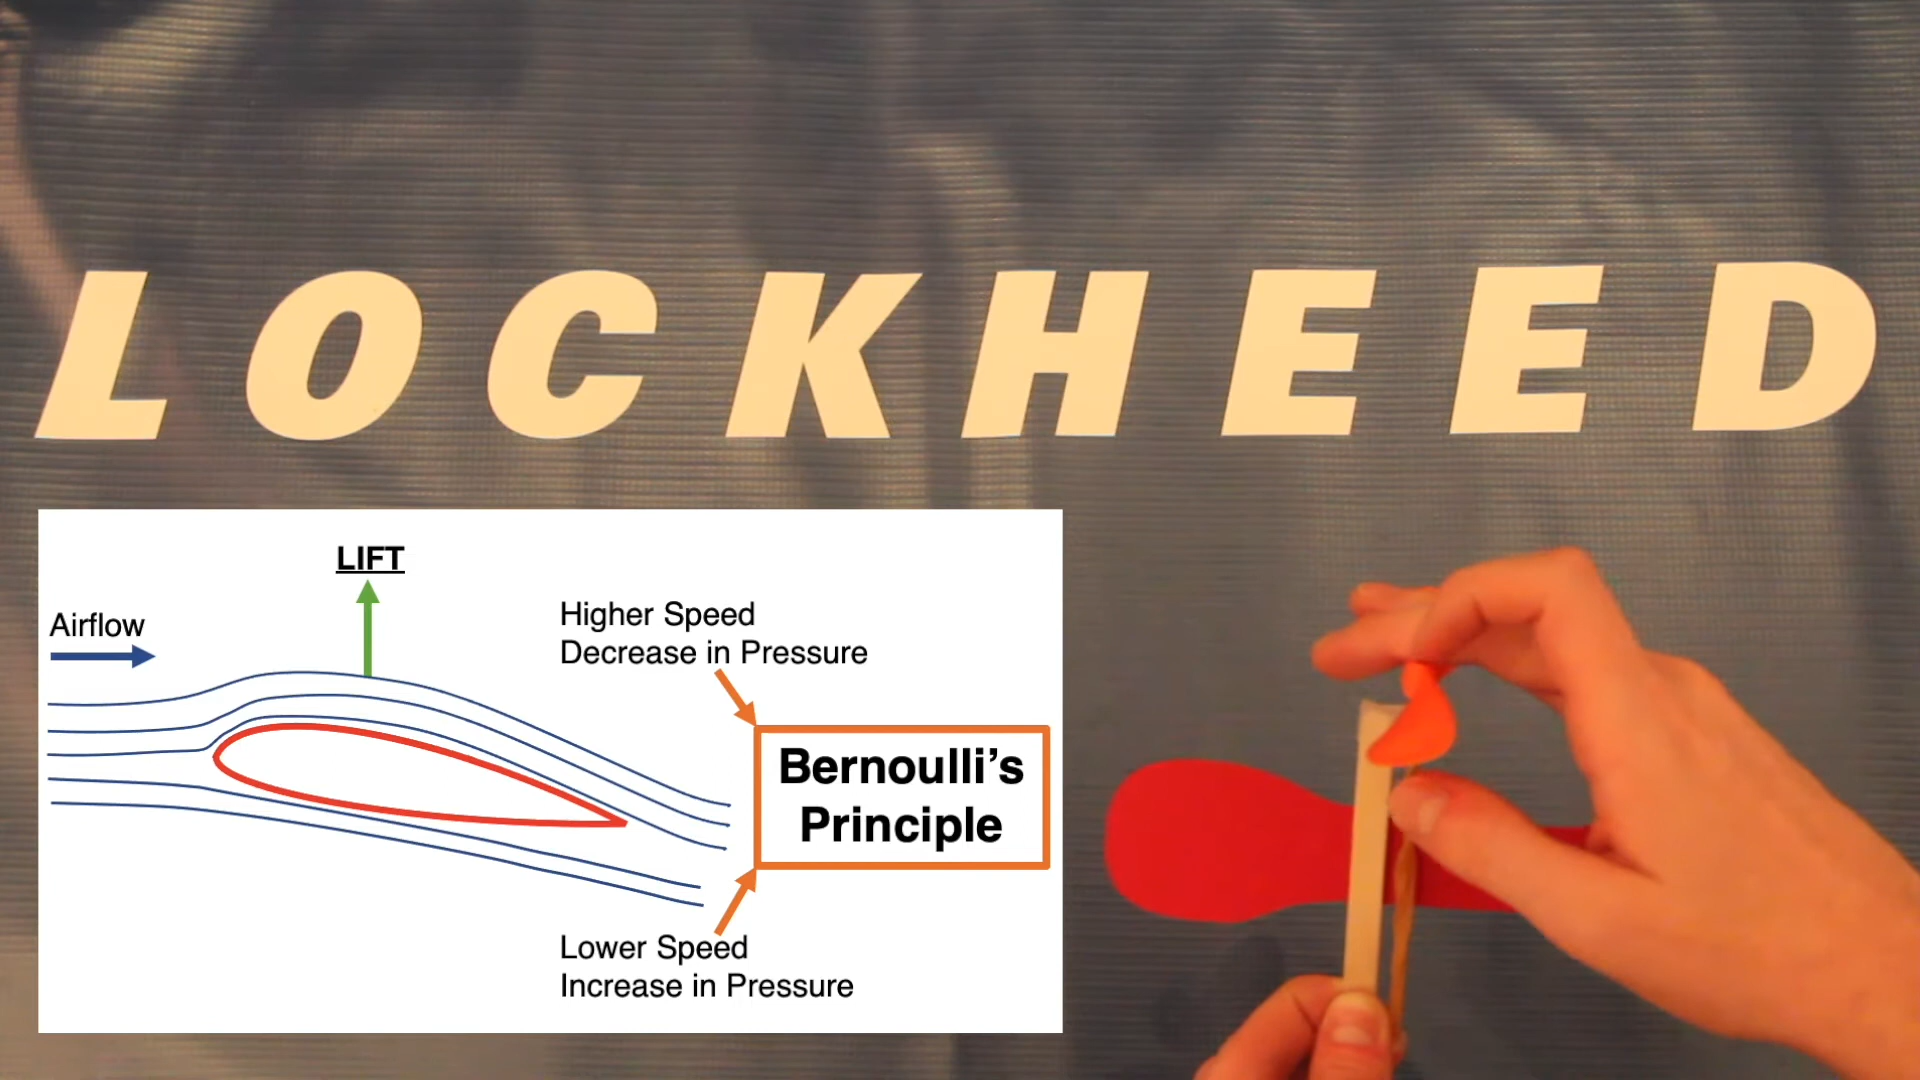 LOCKHEED
LIFT
Airflow
Higher Speed
Decrease in Pressure
Bernoulli’s
Principle
Lower Speed
Increase in Pressure